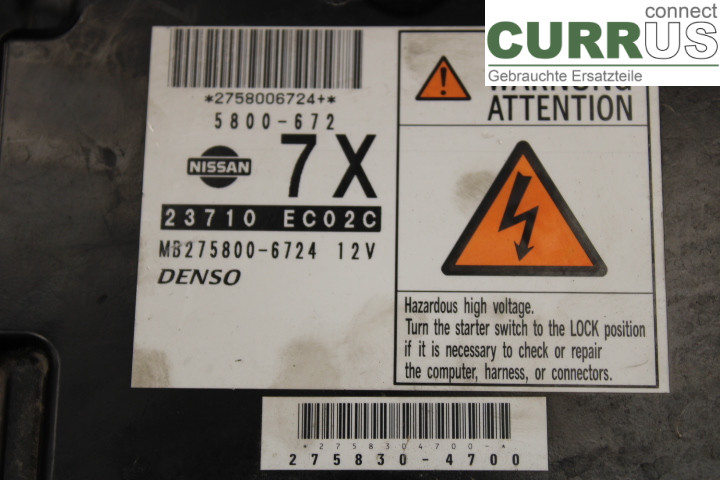 connect
CURRUS
Gebrauchte Ersatzteile
*2758006724+*
5800-672
NISSAN
7X
23710 EC02C
MB275800-6724 12V
DENSO
WARNUNG
ATTENTION
Hazardous high voltage.
Turn the starter switch to the LOCK position
if it is necessary to check or repair
the computer, harness, or connectors.
*2758304700-*
275830-4700